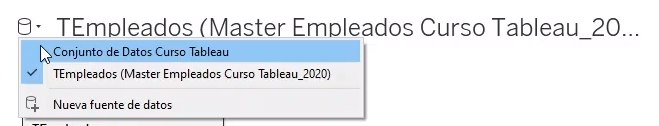 TEmpleados (Master Empleados Curso Tableau_20...
Conjunto de Datos Curso Tableau
TEmpleados (Master Empleados Curso Tableau_2020)
Nueva fuente de datos